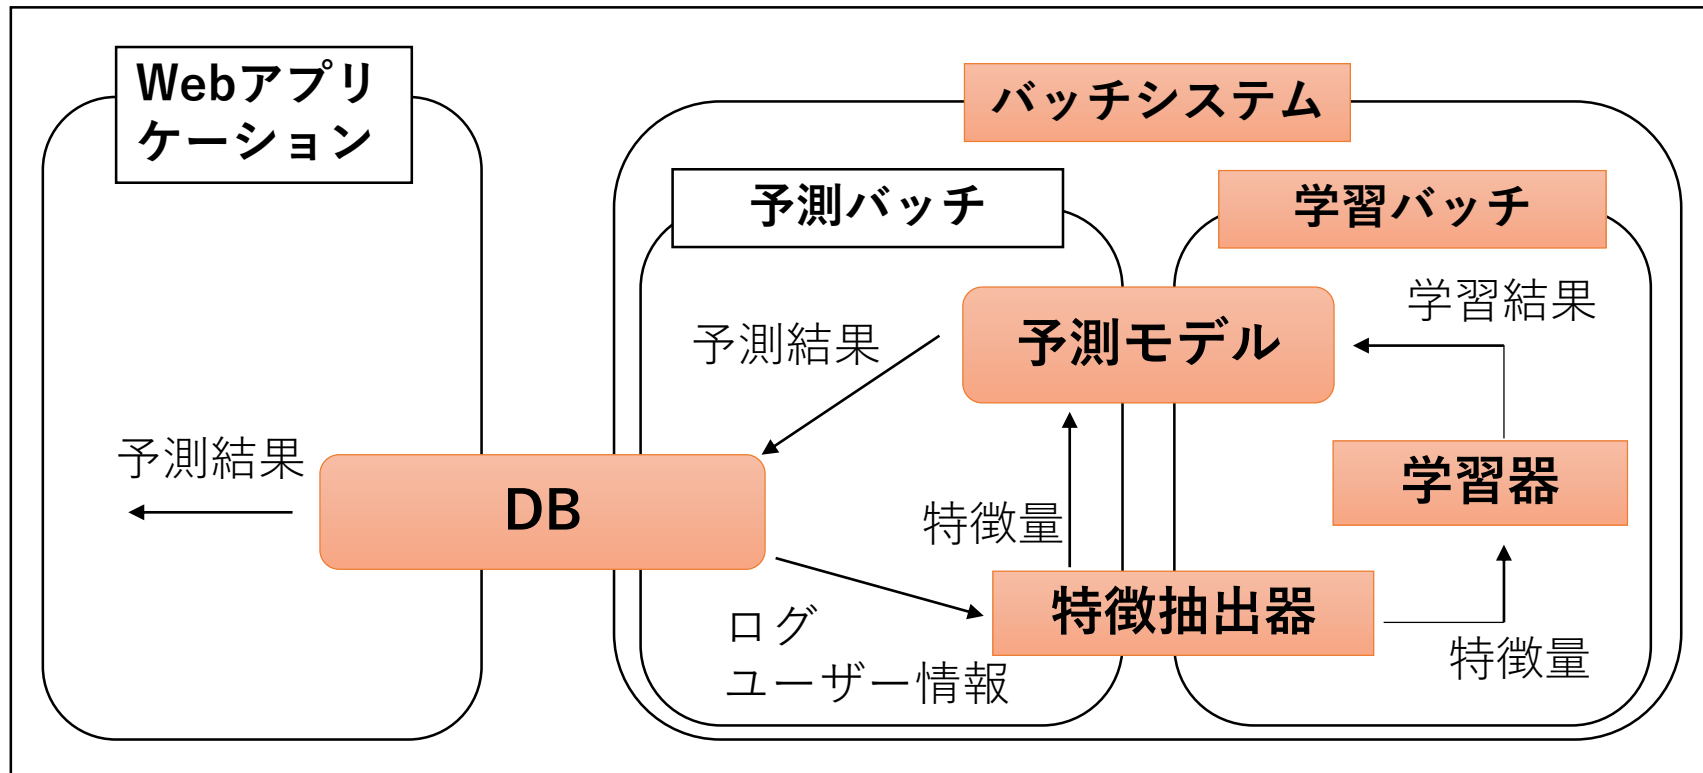 Webアプリ
ケーション
バッチシステム
予測バッチ
学習バッチ
学習結果
予測結果
予測モデル
予測結果
DB
学習器
特徴量
特徴抽出器
ログ
ユーザー情報
特徴量